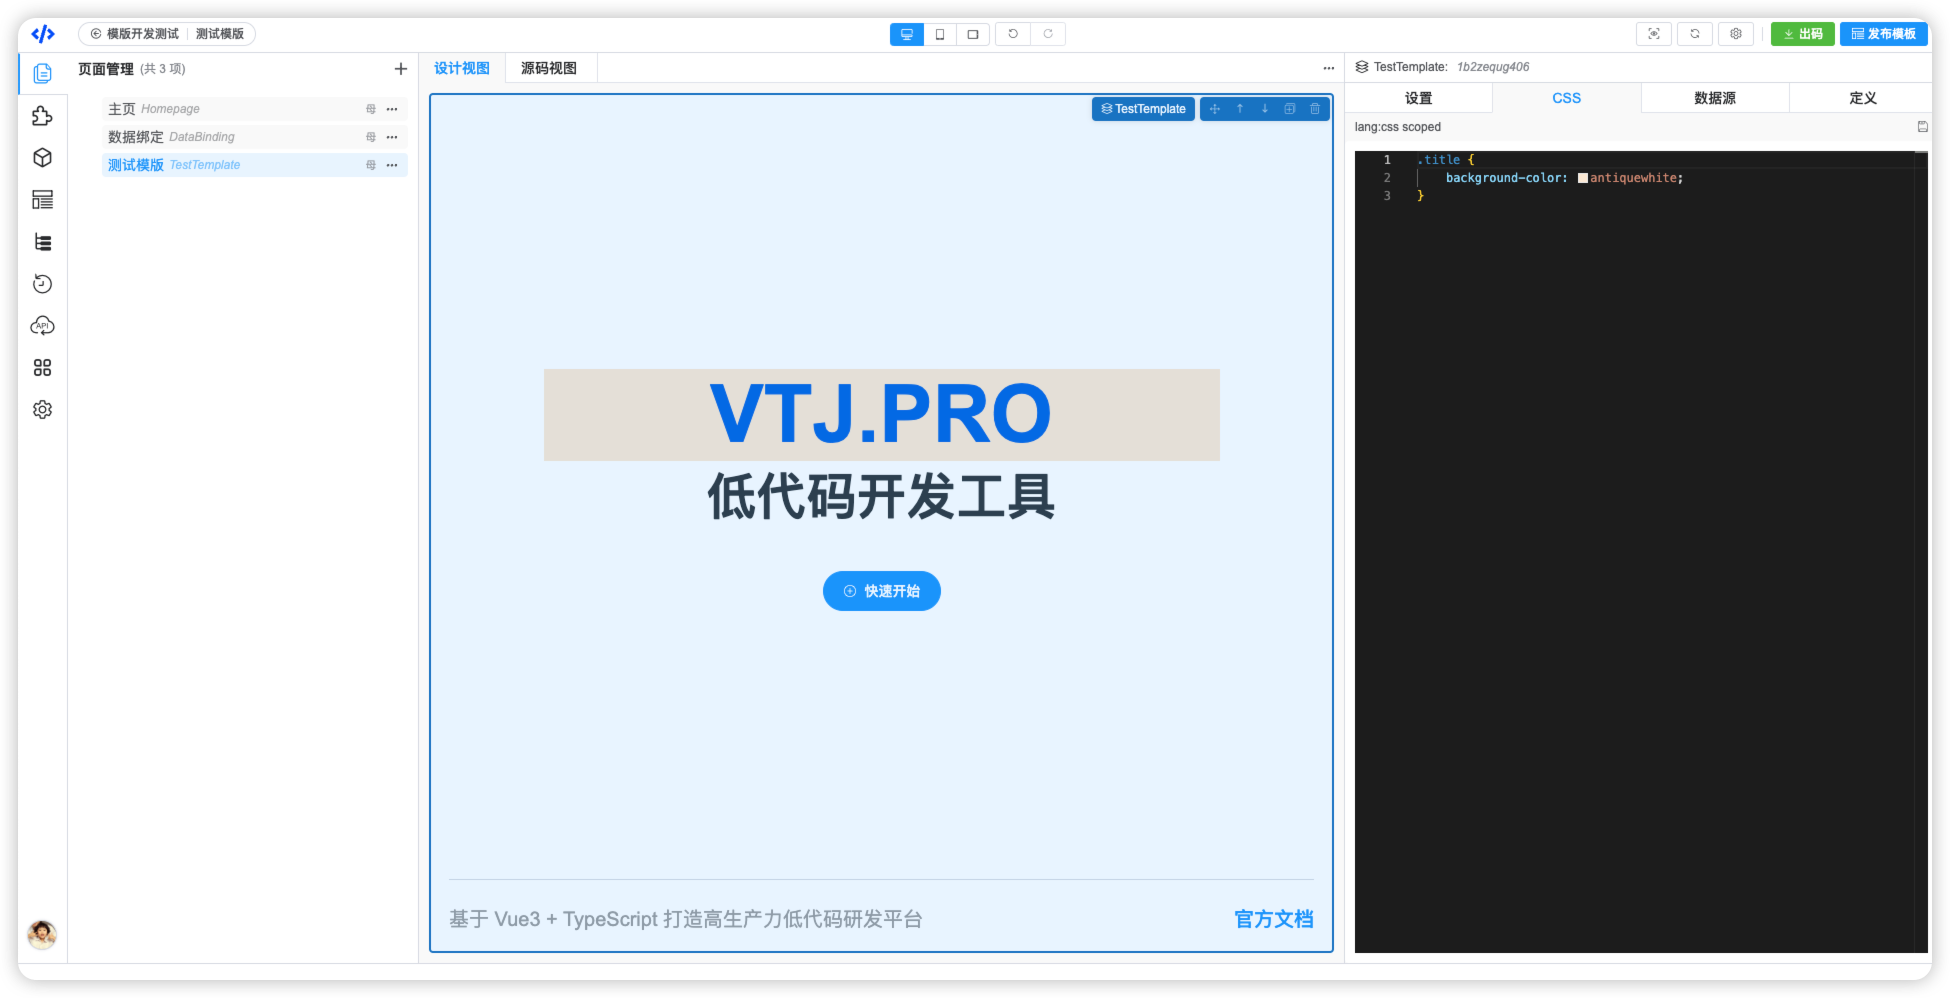 模版开发测试 测试模版
出码 发布模板
页面管理 (共 3 项)
主页 Homepage
数据绑定 DataBinding
测试模版 TestTemplate
API
设计视图 源码视图
TestTemplate
VTJ.PRO
低代码开发工具
快速开始
基于 Vue3 + TypeScript 打造高生产力低代码研发平台 官方文档
TestTemplate: 1b2zequg406
设置 CSS 数据源 定义
lang:css scoped
1 .title {
2 background-color: antiquewhite;
3 }